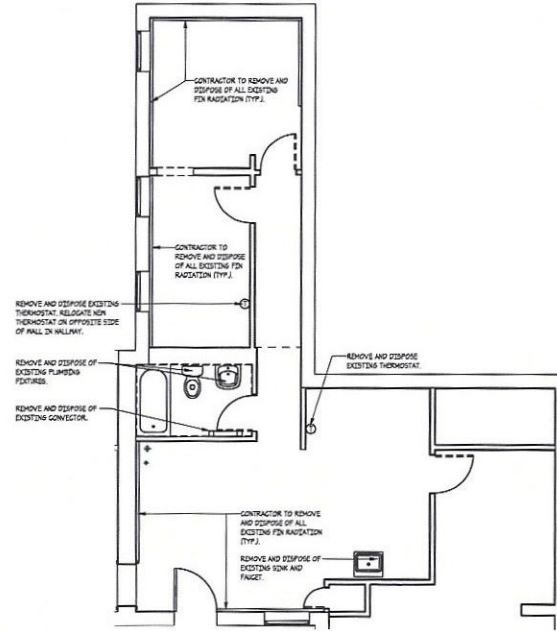 CONTRACTOR TO REMOVE AND
DISPOSE OF ALL EXISTING
FIN RADIATION (TYP.).
CONTRACTOR TO
REMOVE AND DISPOSE
OF ALL EXISTING FIN
RADIATION (TYP.).
REMOVE AND DISPOSE EXISTING
THERMOSTAT. RELOCATE NEW
THERMOSTAT ON OPPOSITE SIDE
OF WALL IN HALLWAY.
REMOVE AND DISPOSE OF
EXISTING PLUMBING
FIXTURES.
REMOVE AND DISPOSE
EXISTING THERMOSTAT.
REMOVE AND DISPOSE OF
EXISTING CONVECTOR.
CONTRACTOR TO REMOVE
AND DISPOSE OF ALL
EXISTING FIN RADIATION
(TYP.).
REMOVE AND DISPOSE OF
EXISTING SINK AND
FAUCET.